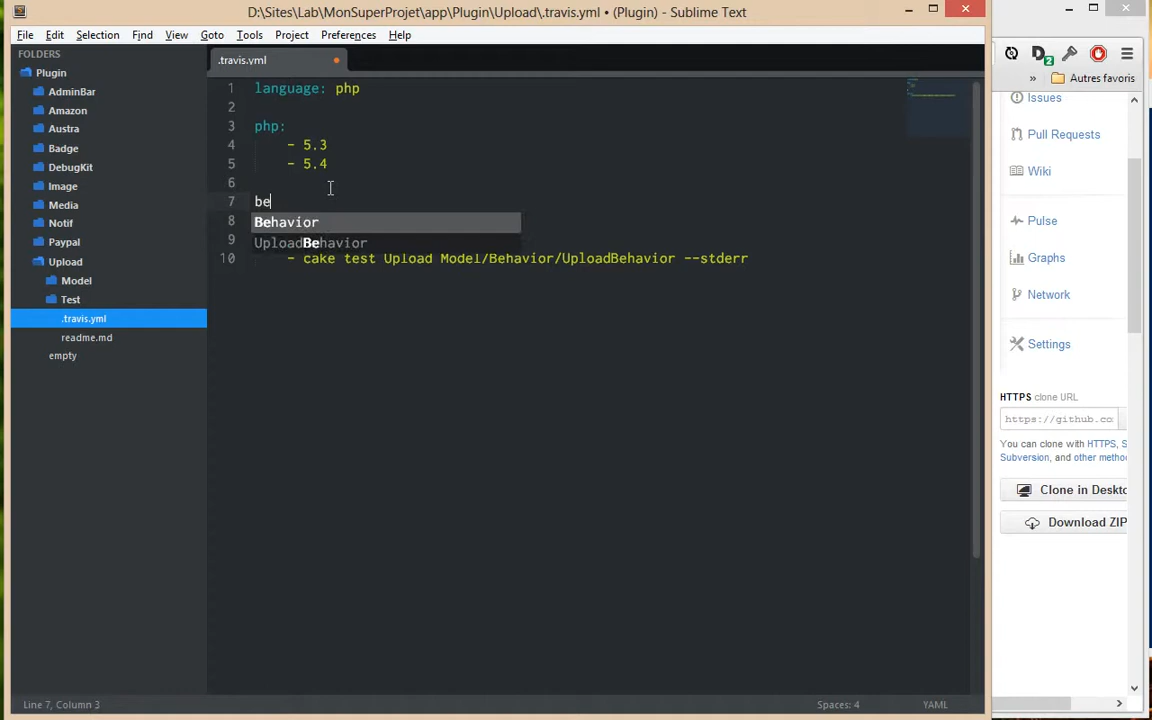 D:\Sites\Lab\MonSuperProjet\app\Plugin\Upload\.travis.yml • (Plugin) - Sublime Text
File Edit Selection Find View Goto Tools Project Preferences Help
FOLDERS
Plugin
AdminBar
Amazon
Austra
Badge
DebugKit
Image
Media
Notif
Paypal
Upload
Model
Test
.travis.yml
readme.md
empty
.travis.yml
1 language: php
2
3 php:
4 - 5.3
5 - 5.4
6
7 be
8 Behavior
9 UploadBehavior
10 - cake test Upload Model/Behavior/UploadBehavior --stderr
Line 7, Column 3
Spaces: 4
YAML
2
» Autres favoris
Issues
Pull Requests
Wiki
Pulse
Graphs
Network
Settings
HTTPS clone URL
https://github.co
You can clone with HTTPS, S
Subversion, and other metho
Clone in Deskto
Download ZIP